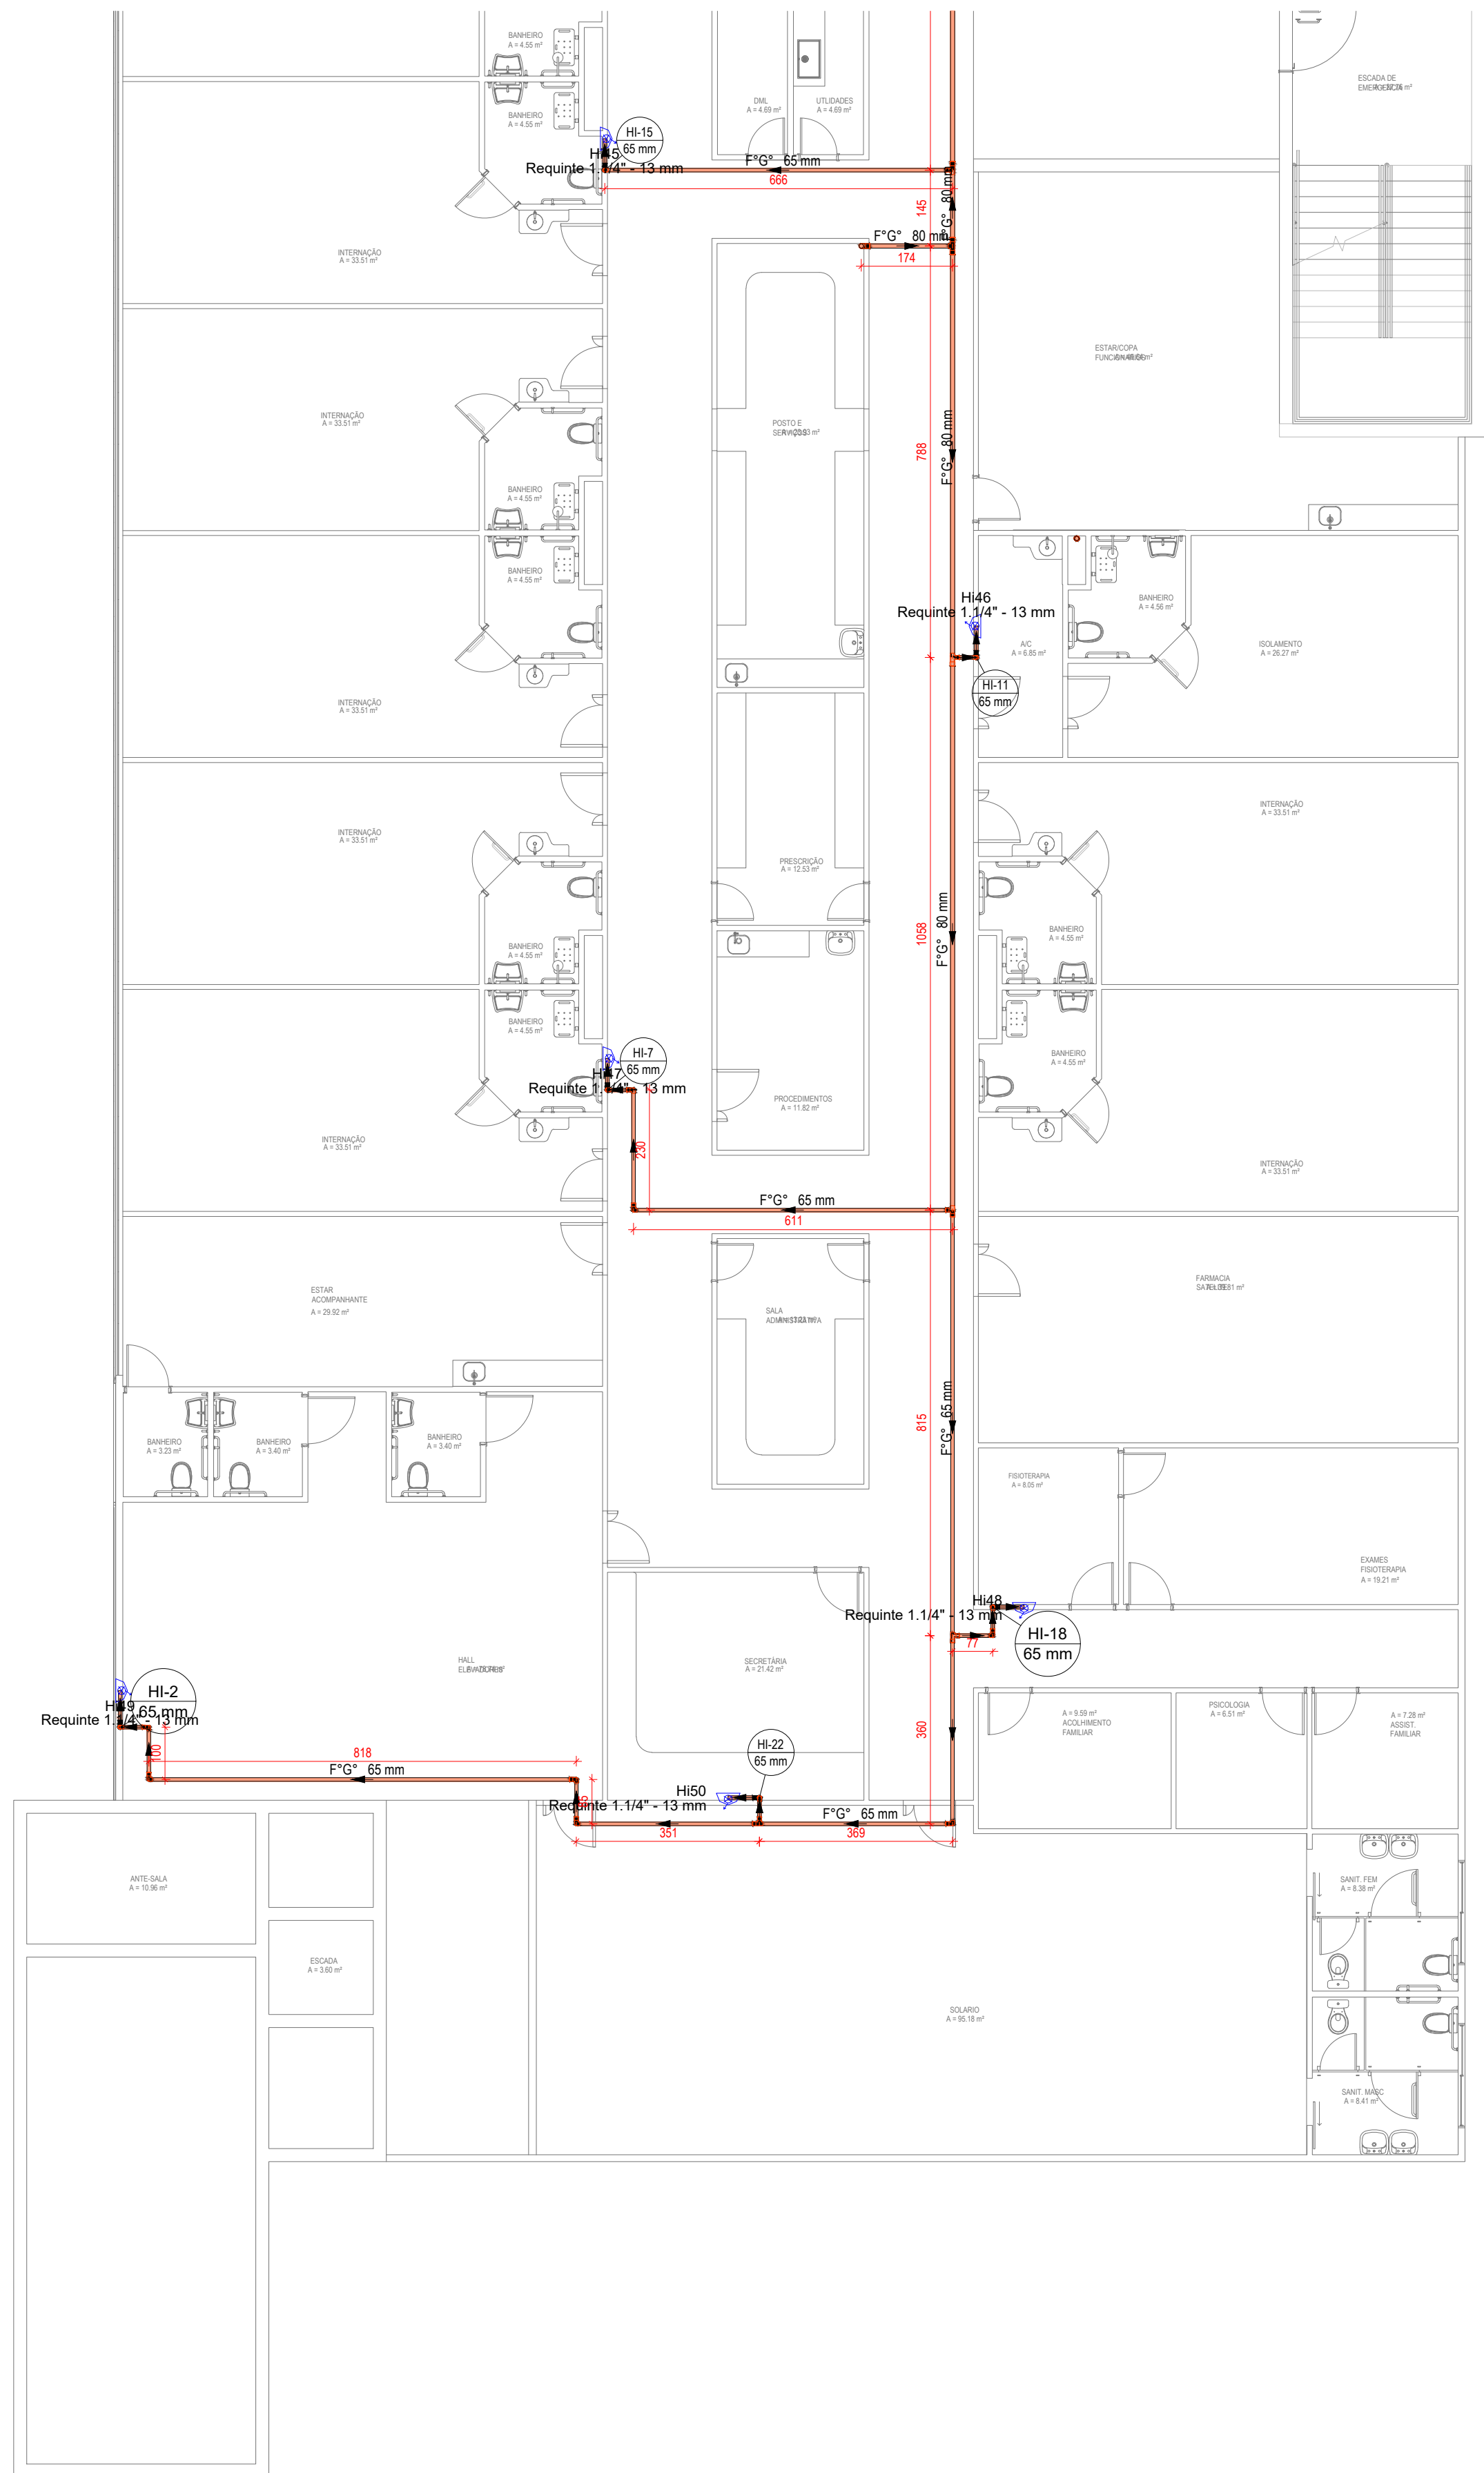 BANHEIRO
A = 4.55 m²
ESCADA DE
BANHEIRO
A = 4.55 m²
DML
A = 4.69 m²
UTLIDADES
A = 4.69 m²
HI-15
65 mm
Requinte 1.1/4" - 13 mm
F°G° 65 mm
666
145
F°G° 80 mm
F°G° 80 mm
174
INTERNAÇÃO
A = 33.51 m²
ESTAR/COPA
INTERNAÇÃO
A = 33.51 m²
POSTO E
788
F°G° 80 mm
BANHEIRO
A = 4.55 m²
BANHEIRO
A = 4.55 m²
Hi46
Requinte 1.1/4" - 13 mm
BANHEIRO
A = 4.56 m²
A/C
A = 6.85 m²
ISOLAMENTO
A = 26.27 m²
HI-11
65 mm
INTERNAÇÃO
A = 33.51 m²
INTERNAÇÃO
A = 33.51 m²
INTERNAÇÃO
A = 33.51 m²
PRESCRIÇÃO
A = 12.53 m²
1058
F°G° 80 mm
BANHEIRO
A = 4.55 m²
BANHEIRO
A = 4.55 m²
BANHEIRO
A = 4.55 m²
BANHEIRO
A = 4.55 m²
HI-7
65 mm
Requinte 1.1/4" - 13 mm
PROCEDIMENTOS
A = 11.82 m²
INTERNAÇÃO
A = 33.51 m²
230
INTERNAÇÃO
A = 33.51 m²
F°G° 65 mm
611
ESTAR
ACOMPANHANTE
A = 29.92 m²
FARMACIA
SALA
815
F°G° 65 mm
BANHEIRO
A = 3.23 m²
BANHEIRO
A = 3.40 m²
BANHEIRO
A = 3.40 m²
FISIOTERAPIA
A = 8.05 m²
EXAMES
FISIOTERAPIA
A = 19.21 m²
Hi48
Requinte 1.1/4" - 13 mm
77
HI-18
65 mm
HALL
SECRETÁRIA
A = 21.42 m²
HI-2
65 mm
Requinte 1.1/4" - 13 mm
100
818
F°G° 65 mm
360
A = 9.59 m²
ACOLHIMENTO
FAMILIAR
PSICOLOGIA
A = 6.51 m²
A = 7.28 m²
ASSIST.
FAMILIAR
HI-22
65 mm
Hi50
Requinte 1.1/4" - 13 mm
F°G° 65 mm
351
369
ANTE-SALA
A = 10.96 m²
SANIT. FEM
A = 8.38 m²
ESCADA
A = 3.60 m²
SOLARIO
A = 95.18 m²
SANIT. MASC
A = 8.41 m²